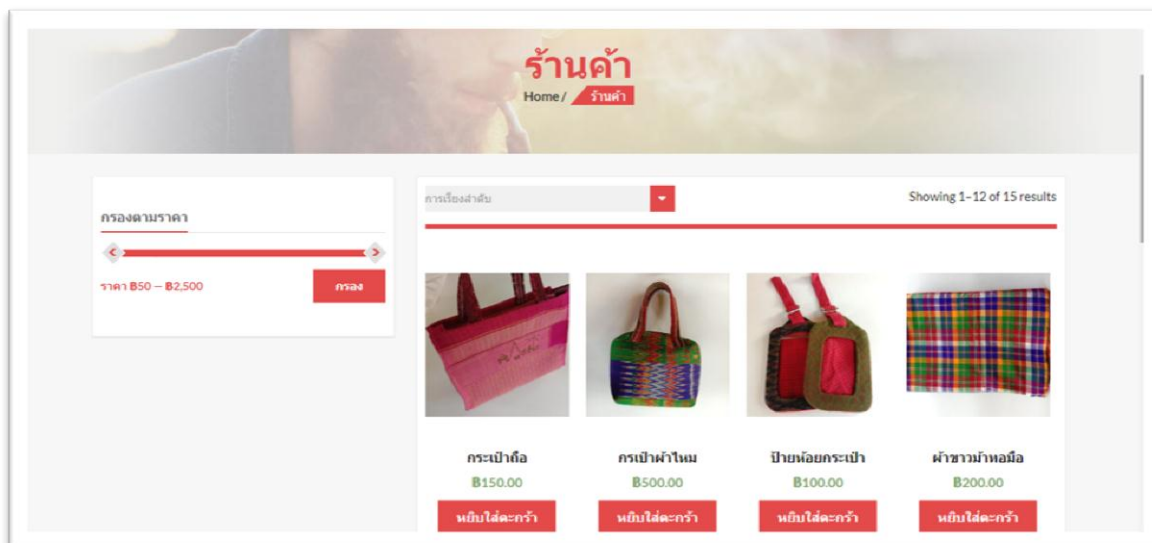 ร้านค้า
Home / ร้านค้า
กรองตามราคา
ราคา ฿50 — ฿2,500
กรอง
การเรียงลำดับ
Showing 1–12 of 15 results
กระเป๋าถือ
฿150.00
หยิบใส่ตะกร้า
กรเป๋าผ้าไหม
฿500.00
หยิบใส่ตะกร้า
ป้ายห้อยกระเป๋า
฿100.00
หยิบใส่ตะกร้า
ผ้าขาวม้าทอมือ
฿200.00
หยิบใส่ตะกร้า